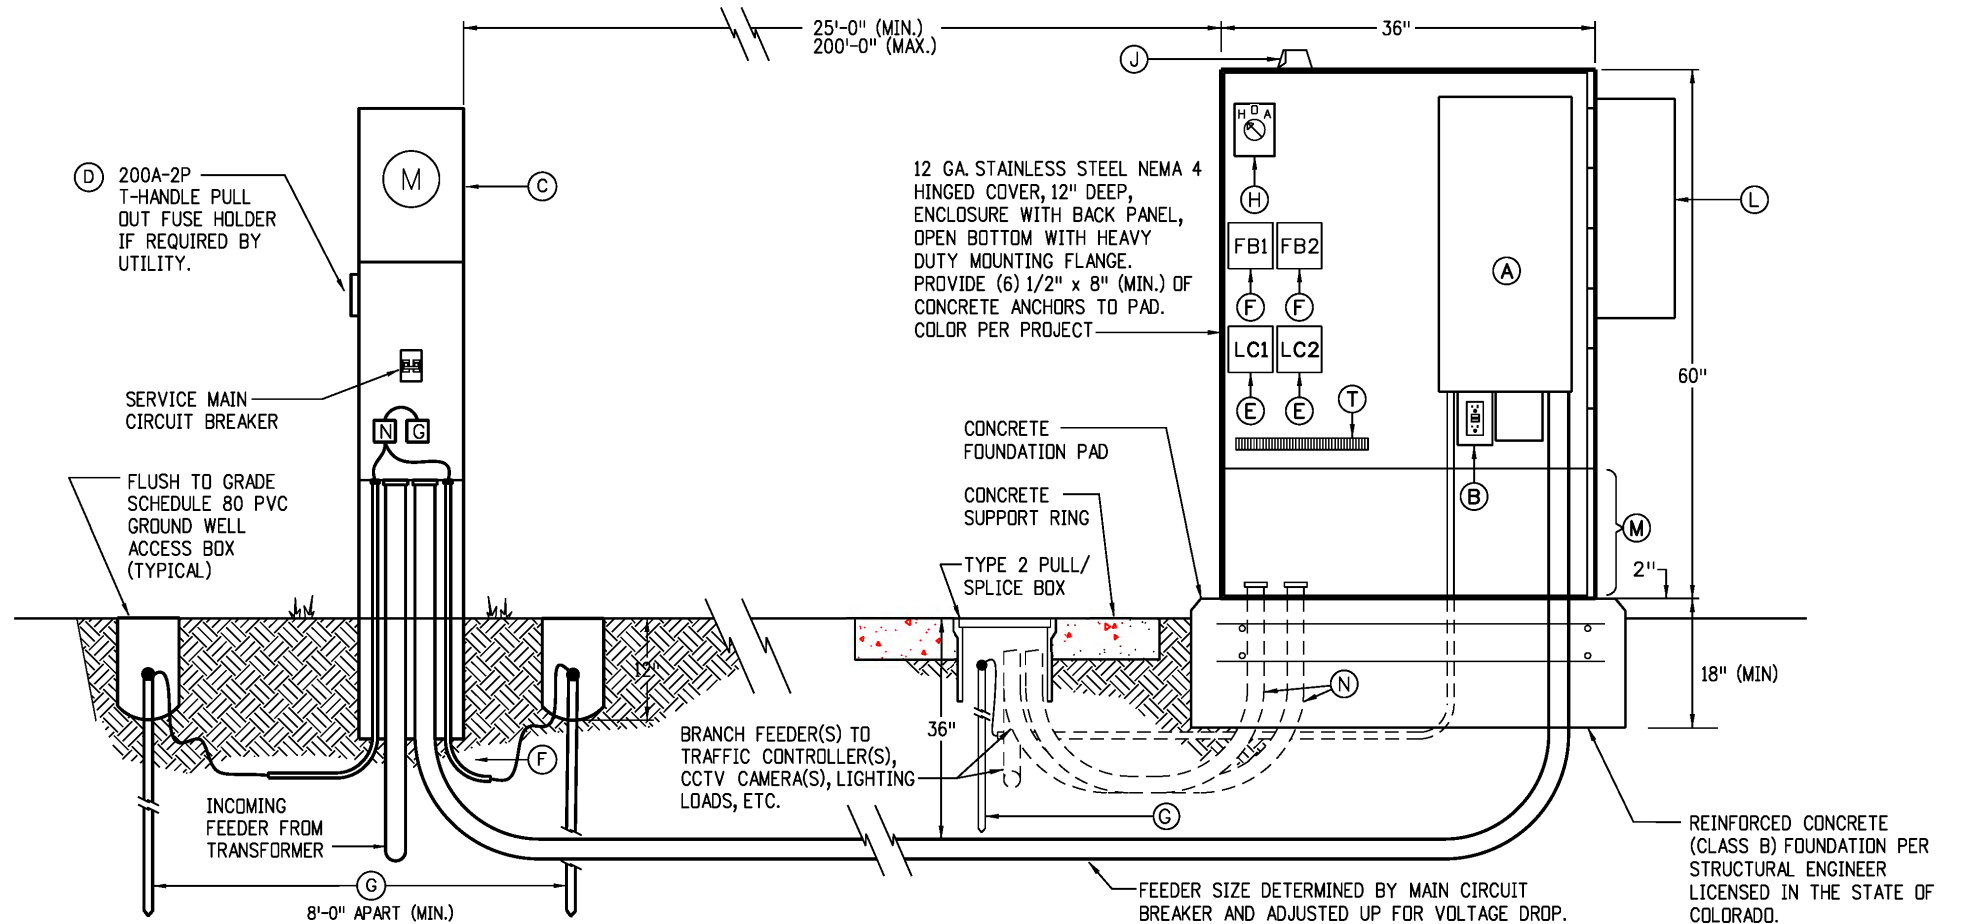 25'-0" (MIN.)
200'-0" (MAX.)
36"
J
H O A
D
200A-2P
T-HANDLE PULL
OUT FUSE HOLDER
IF REQUIRED BY
UTILITY.
M
C
12 GA. STAINLESS STEEL NEMA 4
HINGED COVER, 12" DEEP,
ENCLOSURE WITH BACK PANEL,
OPEN BOTTOM WITH HEAVY
DUTY MOUNTING FLANGE.
PROVIDE (6) 1/2" x 8" (MIN.) OF
CONCRETE ANCHORS TO PAD.
COLOR PER PROJECT
H
L
FB1 FB2
A
F F
LC1 LC2
E E
T
60"
SERVICE MAIN
CIRCUIT BREAKER
N G
CONCRETE
FOUNDATION PAD
B
FLUSH TO GRADE
SCHEDULE 80 PVC
GROUND WELL
ACCESS BOX
(TYPICAL)
CONCRETE
SUPPORT RING
M
TYPE 2 PULL/
SPLICE BOX
2"
12"
N
18" (MIN)
36"
BRANCH FEEDER(S) TO
TRAFFIC CONTROLLER(S),
CCTV CAMERA(S), LIGHTING
LOADS, ETC.
F
G
INCOMING
FEEDER FROM
TRANSFORMER
REINFORCED CONCRETE
(CLASS B) FOUNDATION PER
STRUCTURAL ENGINEER
LICENSED IN THE STATE OF
COLORADO.
G
8'-0" APART (MIN.)
FEEDER SIZE DETERMINED BY MAIN CIRCUIT
BREAKER AND ADJUSTED UP FOR VOLTAGE DROP.